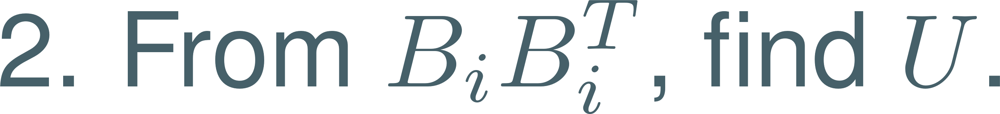 2. From $B_i B_i^T$, find $U$.